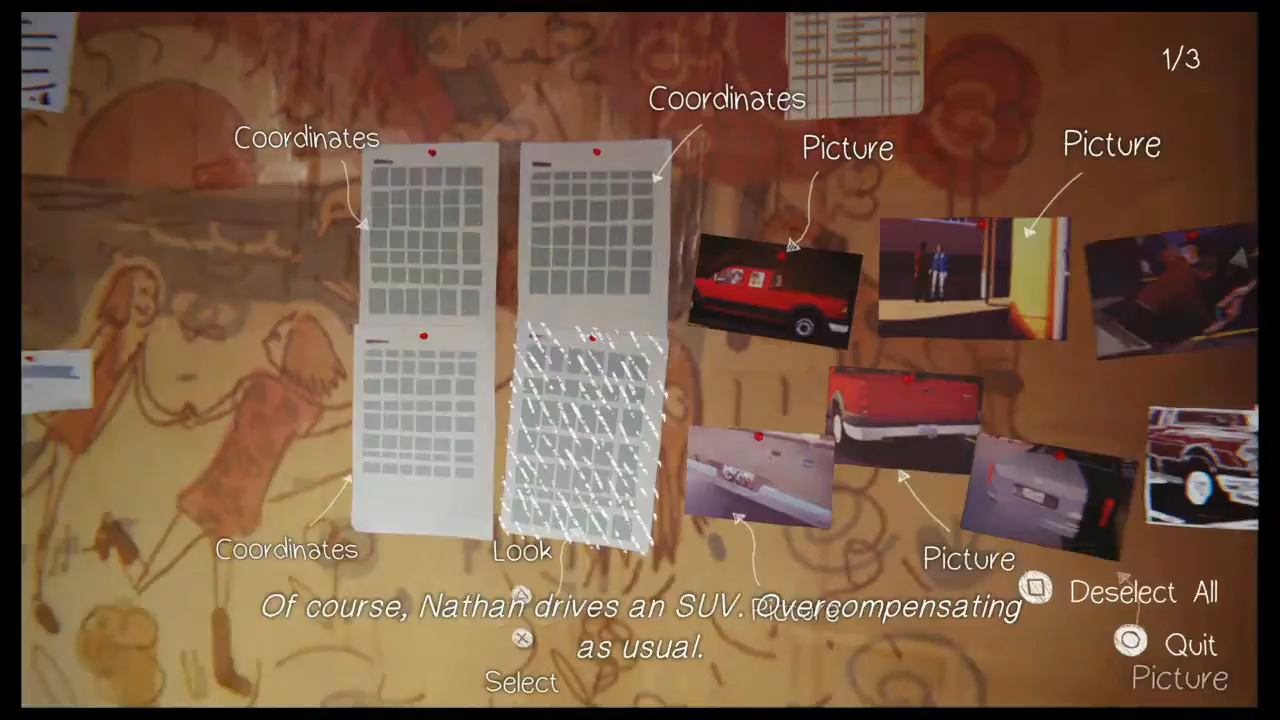 1/3
Coordinates
Coordinates
Picture
Picture
Coordinates
Look
Picture
Deselect All
Of course, Nathan drives an SUV. Overcompensating
as usual.
Picture
Quit
Select
Picture